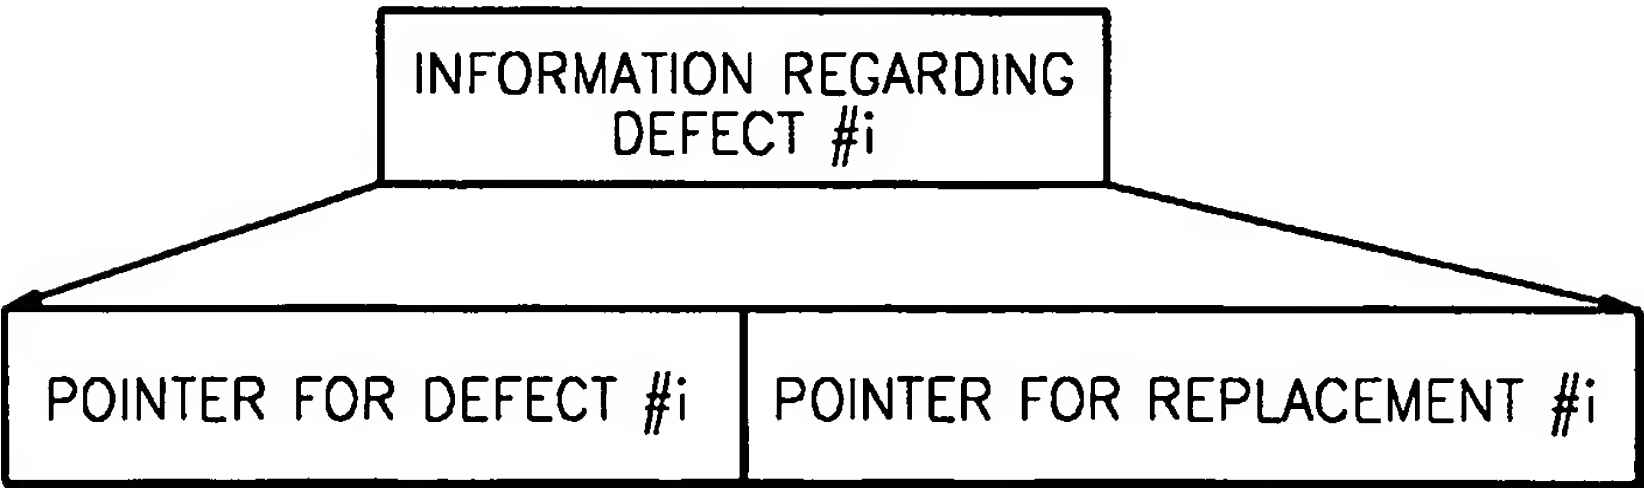 INFORMATION REGARDING
DEFECT #i
POINTER FOR DEFECT #i
POINTER FOR REPLACEMENT #i